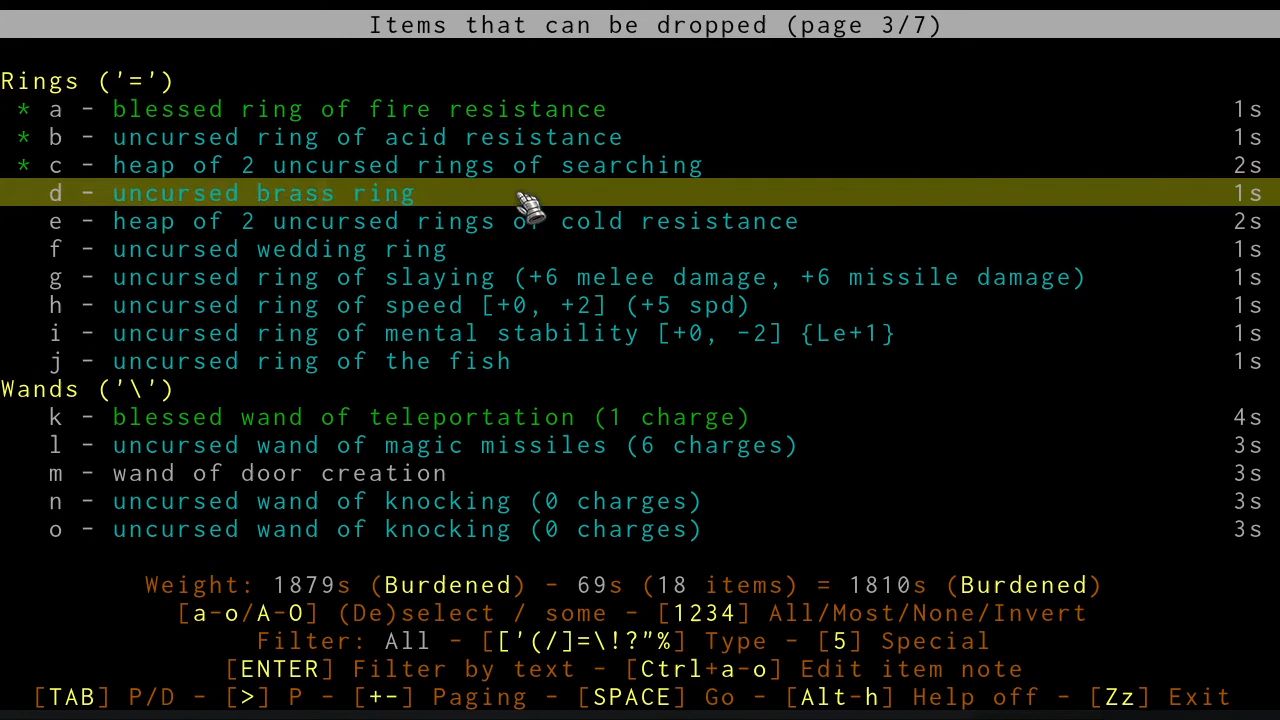 Items that can be dropped (page 3/7)
Rings ('=')
* a - blessed ring of fire resistance 1s
* b - uncursed ring of acid resistance 1s
* c - heap of 2 uncursed rings of searching 2s
d - uncursed brass ring 1s
e - heap of 2 uncursed rings of cold resistance 2s
f - uncursed wedding ring 1s
g - uncursed ring of slaying (+6 melee damage, +6 missile damage) 1s
h - uncursed ring of speed [+0, +2] (+5 spd) 1s
i - uncursed ring of mental stability [+0, -2] {Le+1} 1s
j - uncursed ring of the fish 1s
Wands ('\')
k - blessed wand of teleportation (1 charge) 4s
l - uncursed wand of magic missiles (6 charges) 3s
m - wand of door creation 3s
n - uncursed wand of knocking (0 charges) 3s
o - uncursed wand of knocking (0 charges) 3s
Weight: 1879s (Burdened) - 69s (18 items) = 1810s (Burdened)
[a-o/A-O] (De)select / some - [1234] All/Most/None/Invert
Filter: All - [['(/]=\!?"%] Type - [5] Special
[ENTER] Filter by text - [Ctrl+a-o] Edit item note
[TAB] P/D - [>] P - [+-] Paging - [SPACE] Go - [Alt-h] Help off - [Zz] Exit